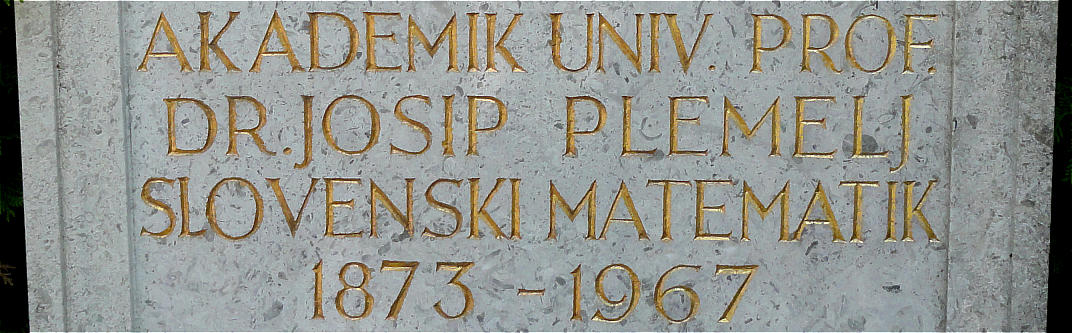 AKADEMIK UNIV. PROF.
DR. JOSIP PLEMELJ
SLOVENSKI MATEMATIK
1873 - 1967